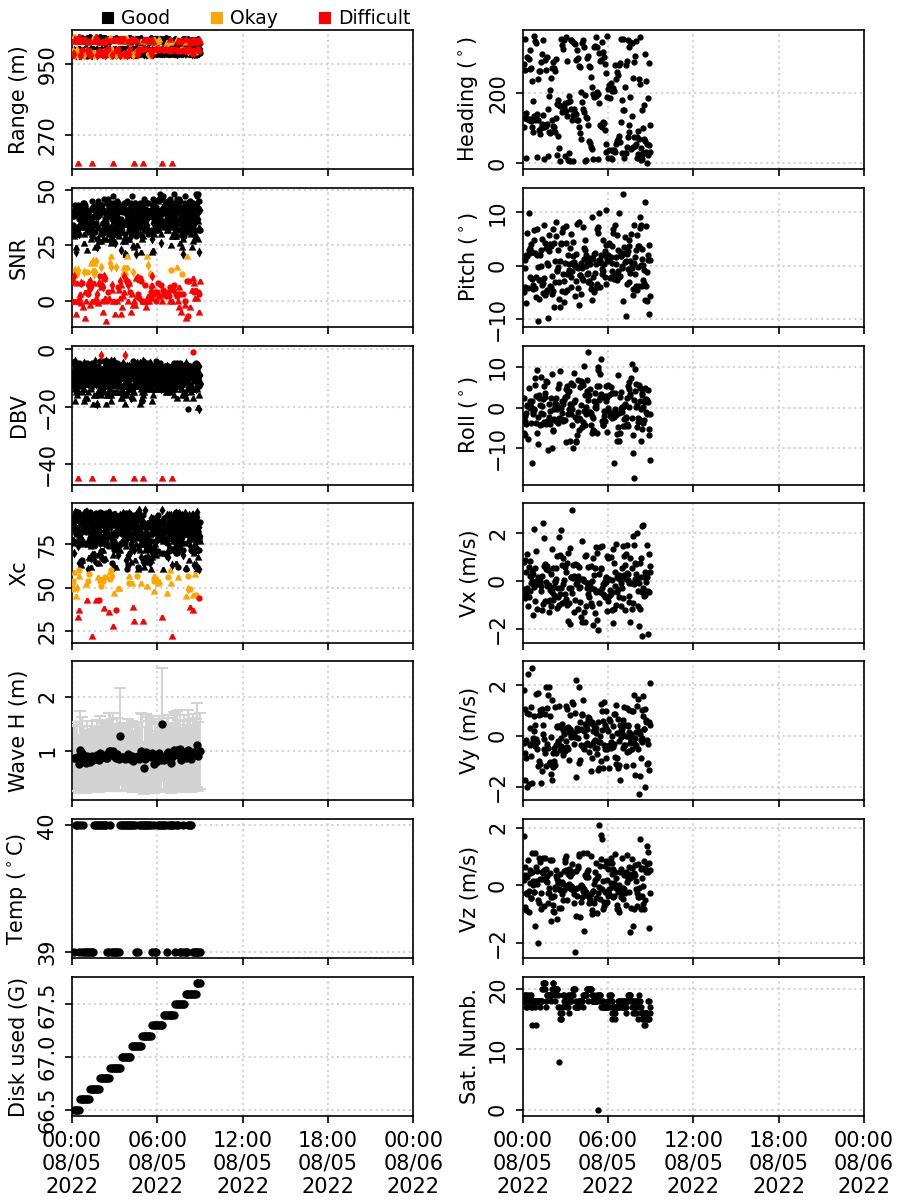 Good Okay Difficult
Range (m)
950
270
Heading (°)
200
0
SNR
50
25
0
Pitch (°)
10
0
−10
DBV
0
−20
−40
Roll (°)
10
0
−10
Xc
75
50
25
Vx (m/s)
2
0
−2
Wave H (m)
2
1
Vy (m/s)
2
0
−2
Temp (°C)
40
39
Vz (m/s)
2
0
−2
Disk used (G)
67.5
67.0
66.5
Sat. Numb.
20
10
0
00:00 06:00 12:00 18:00 00:00
08/05 08/05 08/05 08/05 08/06
2022 2022 2022 2022 2022
00:00 06:00 12:00 18:00 00:00
08/05 08/05 08/05 08/05 08/06
2022 2022 2022 2022 2022